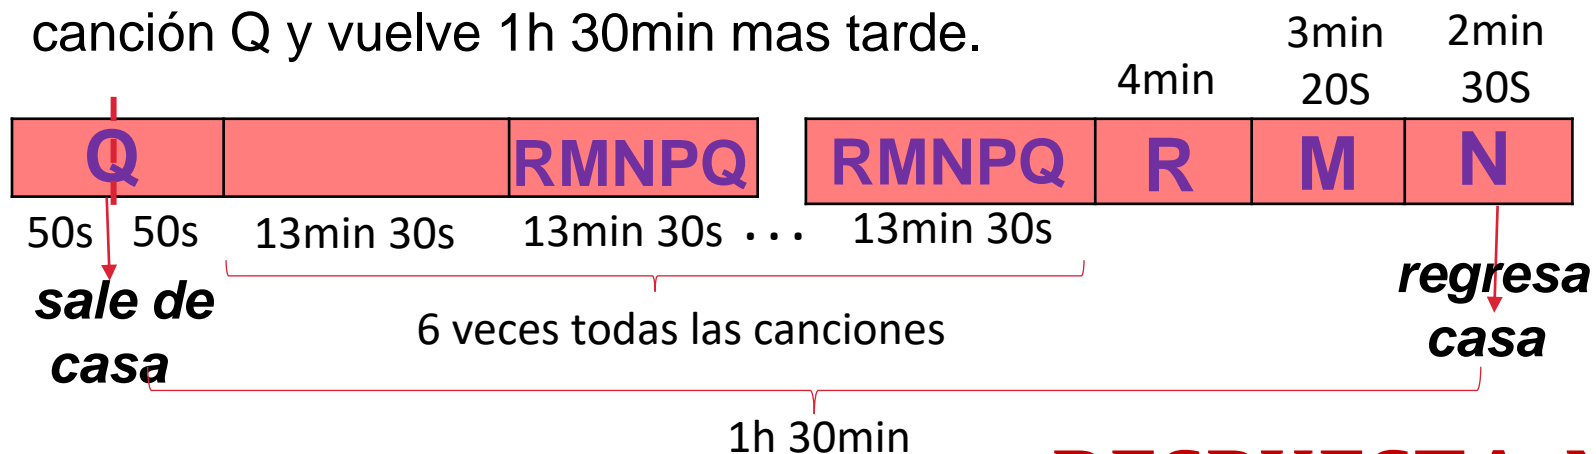 canción Q y vuelve 1h 30min mas tarde.
4min
3min
20S
2min
30S
Q RMNPQ RMNPQ R M N
50s 50s 13min 30s 13min 30s ... 13min 30s
sale de
casa
6 veces todas las canciones
regresa
casa
1h 30min